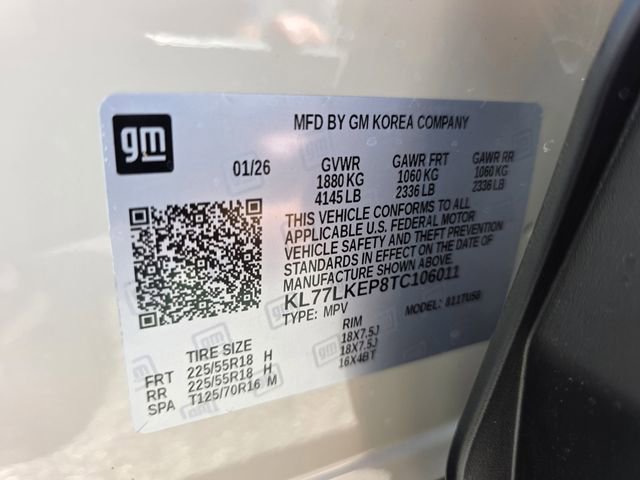 gm
MFD BY GM KOREA COMPANY
01/26
GVWR GAWR FRT GAWR RR
1880 KG 1060 KG 1060 KG
4145 LB 2336 LB 2336 LB
THIS VEHICLE CONFORMS TO ALL
APPLICABLE U.S. FEDERAL MOTOR
VEHICLE SAFETY AND THEFT PREVENTION
STANDARDS IN EFFECT ON THE DATE OF
MANUFACTURE SHOWN ABOVE.
KL77LKEP8TC106011
TYPE: MPV MODEL: 811TU58
TIRE SIZE RIM
FRT 225/55R18 H 18X7.5J
RR 225/55R18 H 18X7.5J
SPA T125/70R16 M 16X4BT